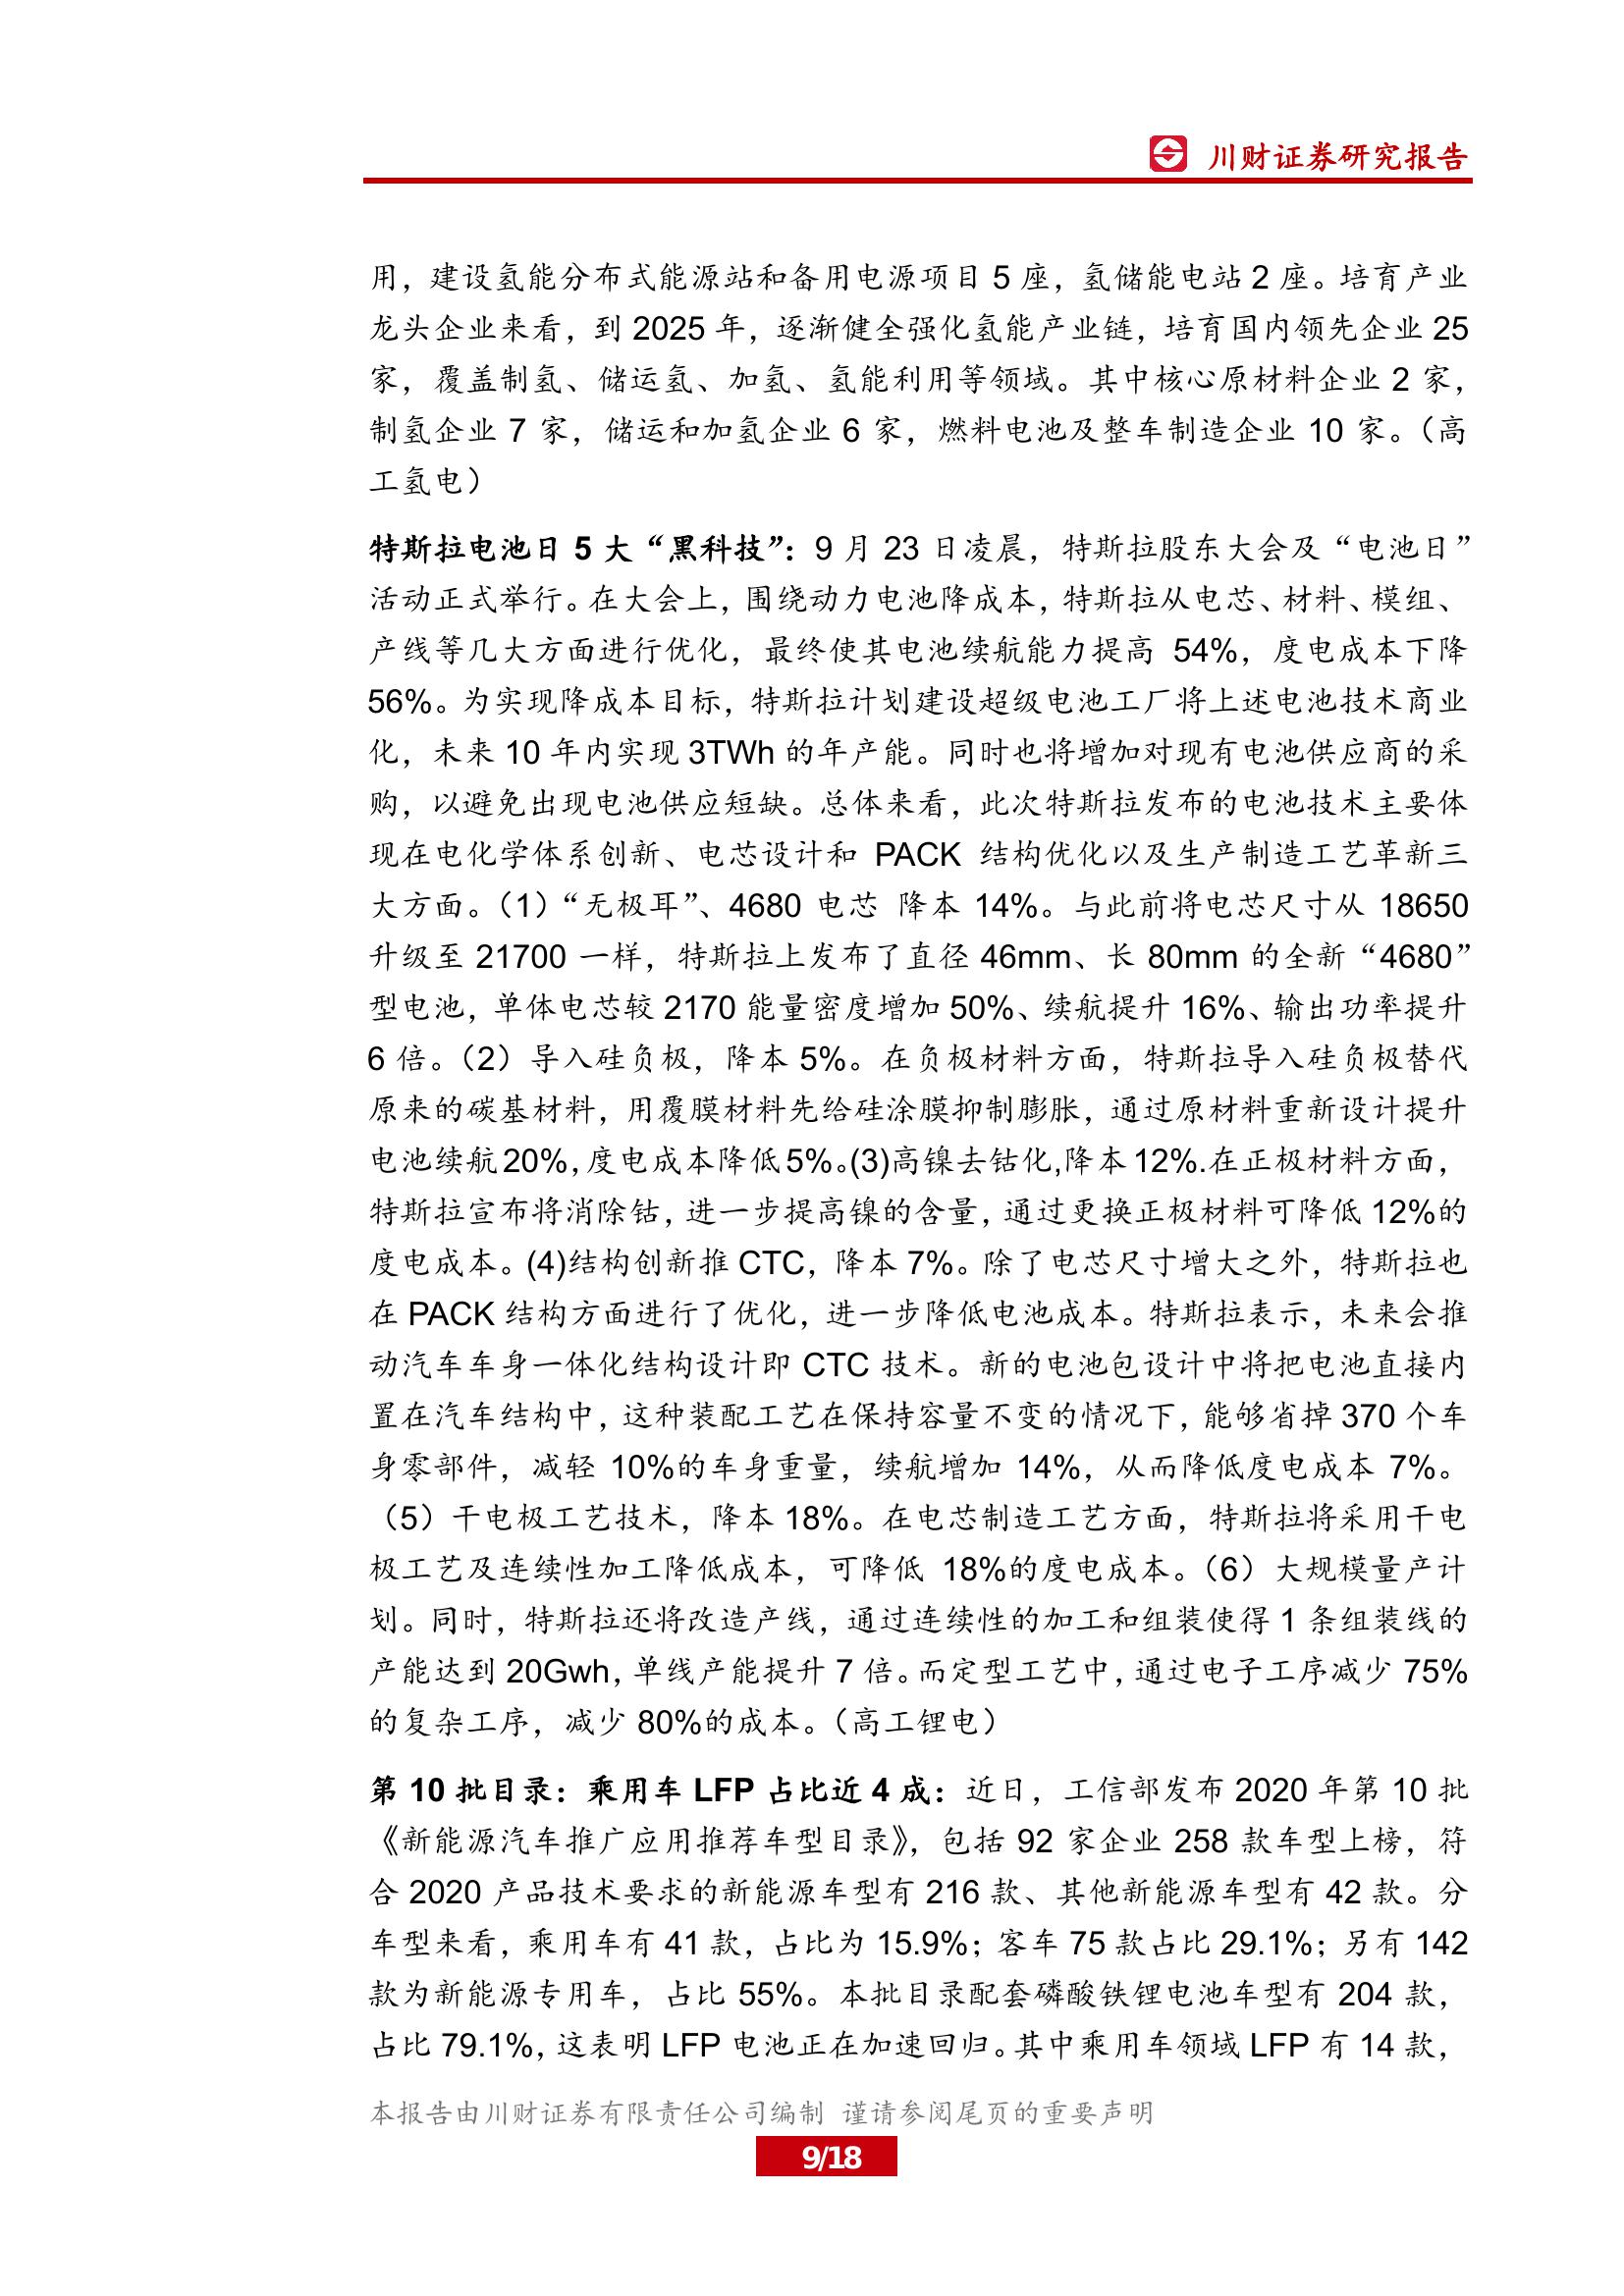 川财证券研究报告
用，建设氢能分布式能源站和备用电源项目 5 座，氢储能电站 2 座。培育产业
龙头企业来看，到 2025 年，逐渐健全强化氢能产业链，培育国内领先企业 25
家，覆盖制氢、储运氢、加氢、氢能利用等领域。其中核心原材料企业 2 家，
制氢企业 7 家，储运和加氢企业 6 家，燃料电池及整车制造企业 10 家。（高
工氢电）
特斯拉电池日 5 大“黑科技”：9 月 23 日凌晨，特斯拉股东大会及“电池日”
活动正式举行。在大会上，围绕动力电池降成本，特斯拉从电芯、材料、模组、
产线等几大方面进行优化，最终使其电池续航能力提高 54%，度电成本下降
56%。为实现降成本目标，特斯拉计划建设超级电池工厂将上述电池技术商业
化，未来 10 年内实现 3TWh 的年产能。同时也将增加对现有电池供应商的采
购，以避免出现电池供应短缺。总体来看，此次特斯拉发布的电池技术主要体
现在电化学体系创新、电芯设计和 PACK 结构优化以及生产制造工艺革新三
大方面。（1）“无极耳”、4680 电芯 降本 14%。与此前将电芯尺寸从 18650
升级至 21700 一样，特斯拉上发布了直径 46mm、长 80mm 的全新“4680”
型电池，单体电芯较 2170 能量密度增加 50%、续航提升 16%、输出功率提升
6 倍。（2）导入硅负极，降本 5%。在负极材料方面，特斯拉导入硅负极替代
原来的碳基材料，用覆膜材料先给硅涂膜抑制膨胀，通过原材料重新设计提升
电池续航 20%，度电成本降低 5%。(3)高镍去钴化,降本 12%.在正极材料方面，
特斯拉宣布将消除钴，进一步提高镍的含量，通过更换正极材料可降低 12%的
度电成本。(4)结构创新推 CTC，降本 7%。除了电芯尺寸增大之外，特斯拉也
在 PACK 结构方面进行了优化，进一步降低电池成本。特斯拉表示，未来会推
动汽车车身一体化结构设计即 CTC 技术。新的电池包设计中将把电池直接内
置在汽车结构中，这种装配工艺在保持容量不变的情况下，能够省掉 370 个车
身零部件，减轻 10%的车身重量，续航增加 14%，从而降低度电成本 7%。
（5）干电极工艺技术，降本 18%。在电芯制造工艺方面，特斯拉将采用干电
极工艺及连续性加工降低成本，可降低 18%的度电成本。（6）大规模量产计
划。同时，特斯拉还将改造产线，通过连续性的加工和组装使得 1 条组装线的
产能达到 20Gwh，单线产能提升 7 倍。而定型工艺中，通过电子工序减少 75%
的复杂工序，减少 80%的成本。（高工锂电）
第 10 批目录：乘用车 LFP 占比近 4 成：近日，工信部发布 2020 年第 10 批
《新能源汽车推广应用推荐车型目录》，包括 92 家企业 258 款车型上榜，符
合 2020 产品技术要求的新能源车型有 216 款、其他新能源车型有 42 款。分
车型来看，乘用车有 41 款，占比为 15.9%；客车 75 款占比 29.1%；另有 142
款为新能源专用车，占比 55%。本批目录配套磷酸铁锂电池车型有 204 款，
占比 79.1%，这表明 LFP 电池正在加速回归。其中乘用车领域 LFP 有 14 款，
本报告由川财证券有限责任公司编制 谨请参阅尾页的重要声明
9/18